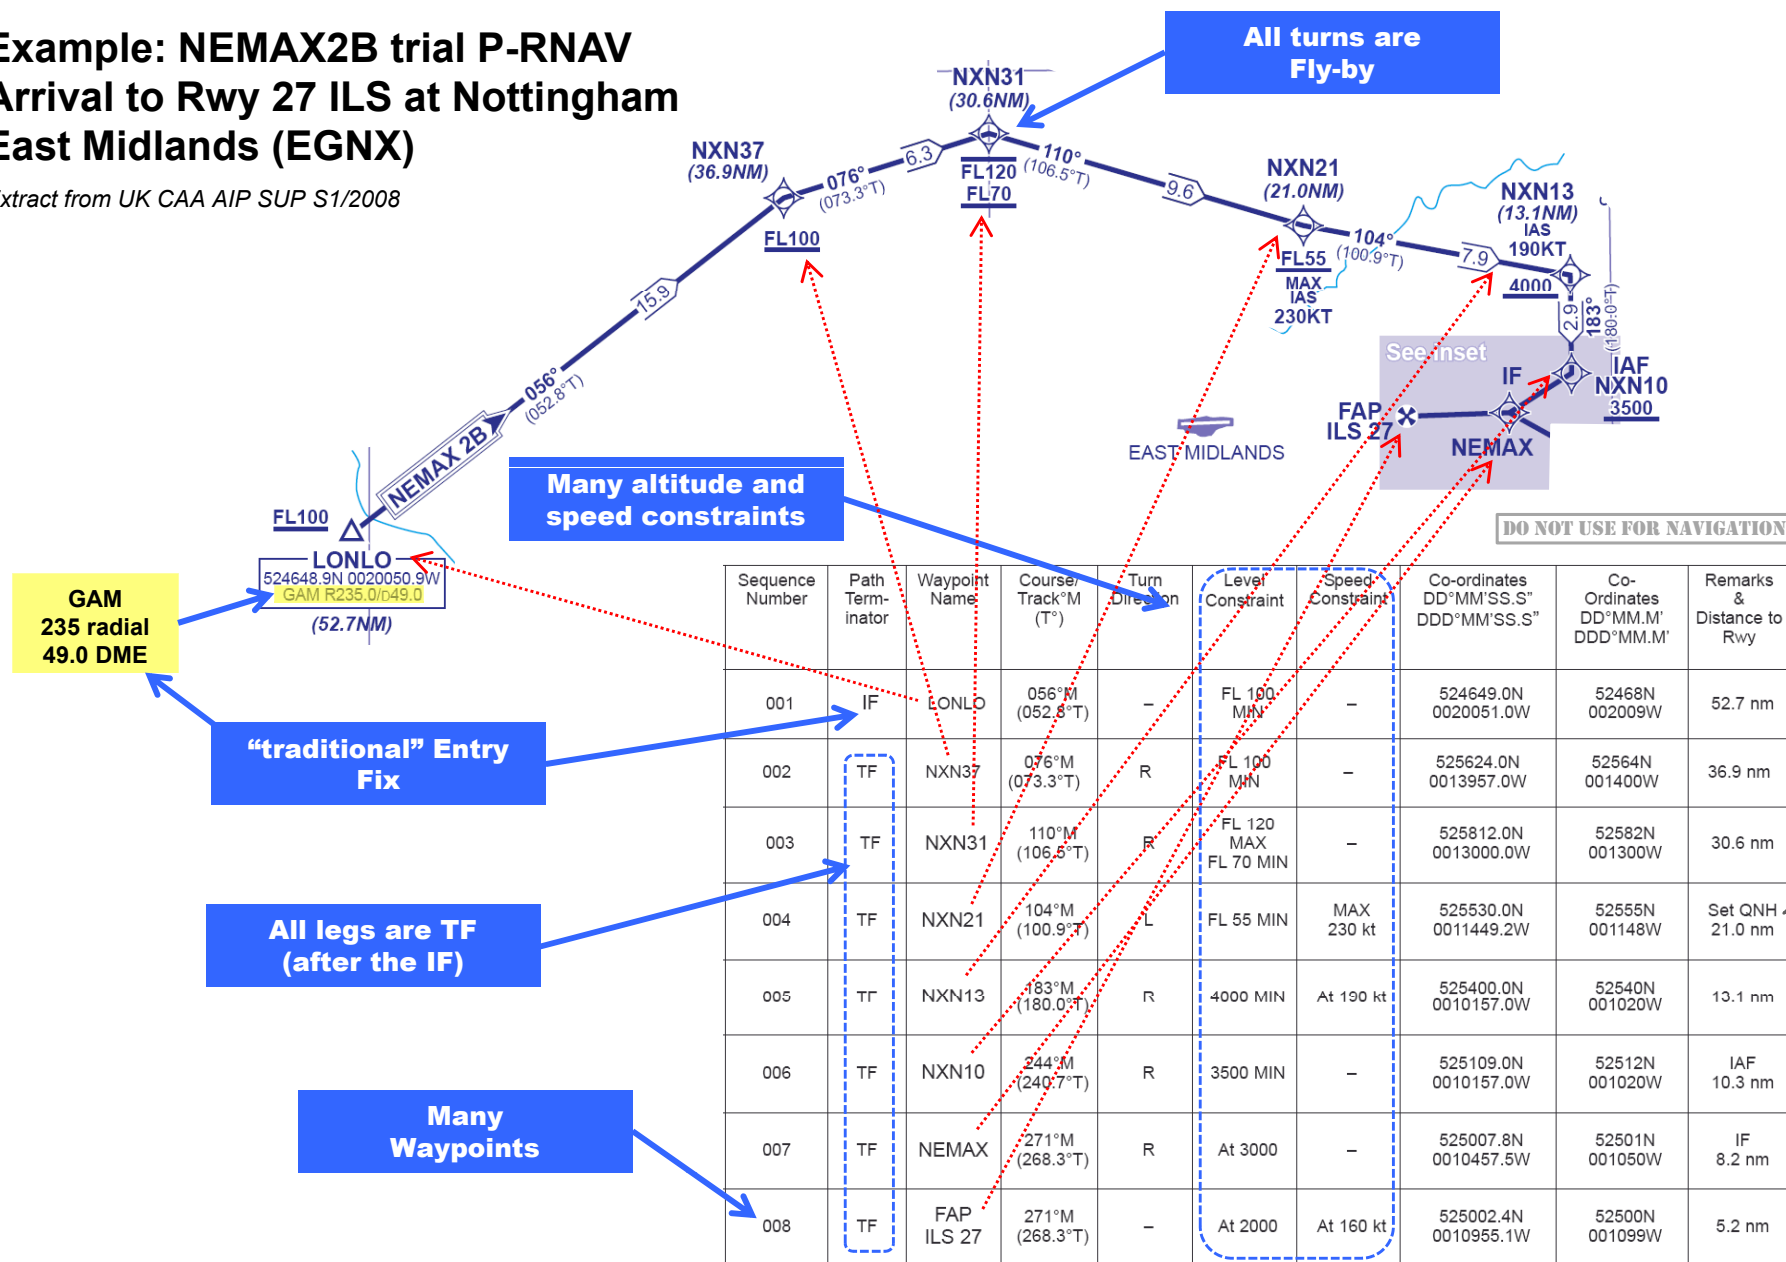 Example: NEMAX2B trial P-RNAV
Arrival to Rwy 27 ILS at Nottingham
East Midlands (EGNX)
Extract from UK CAA AIP SUP S1/2008
All turns are
Fly-by
NXN31
(30.6NM)
FL120
FL70
NXN37
(36.9NM)
FL100
076°
(073.3°T)
6.3
110°
(106.5°T)
9.6
NXN21
(21.0NM)
FL55
MAX
IAS
230KT
104°
(100.9°T)
7.9
NXN13
(13.1NM)
IAS
190KT
4000
2.9
183°
(180.0°T)
15.9
056°
(052.8°T)
NEMAX 2B
See inset
IF
IAF
NXN10
3500
FAP
ILS 27
NEMAX
EAST MIDLANDS
FL100
LONLO
524648.9N 0020050.9W
GAM R235.0/D49.0
(52.7NM)
Many altitude and
speed constraints
DO NOT USE FOR NAVIGATION
GAM
235 radial
49.0 DME
"traditional" Entry
Fix
All legs are TF
(after the IF)
Many
Waypoints
Sequence Number | Path Term-inator | Waypoint Name | Course/ Track°M (T°) | Turn Direction | Level Constraint | Speed Constraint | Co-ordinates DD°MM'SS.S" DDD°MM'SS.S" | Co-Ordinates DD°MM.M' DDD°MM.M' | Remarks & Distance to Rwy
001 | IF | LONLO | 056°M (052.8°T) | – | FL 100 MIN | – | 524649.0N 0020051.0W | 52468N 002009W | 52.7 nm
002 | TF | NXN37 | 076°M (073.3°T) | R | FL 100 MIN | – | 525624.0N 0013957.0W | 52564N 001400W | 36.9 nm
003 | TF | NXN31 | 110°M (106.5°T) | R | FL 120 MAX FL 70 MIN | – | 525812.0N 0013000.0W | 52582N 001300W | 30.6 nm
004 | TF | NXN21 | 104°M (100.9°T) | L | FL 55 MIN | MAX 230 kt | 525530.0N 0011449.2W | 52555N 001148W | Set QNH 21.0 nm
005 | TF | NXN13 | 183°M (180.0°T) | R | 4000 MIN | At 190 kt | 525400.0N 0010157.0W | 52540N 001020W | 13.1 nm
006 | TF | NXN10 | 244°M (240.7°T) | R | 3500 MIN | – | 525109.0N 0010157.0W | 52512N 001020W | IAF 10.3 nm
007 | TF | NEMAX | 271°M (268.3°T) | R | At 3000 | – | 525007.8N 0010457.5W | 52501N 001050W | IF 8.2 nm
008 | TF | FAP ILS 27 | 271°M (268.3°T) | – | At 2000 | At 160 kt | 525002.4N 0010955.1W | 52500N 001099W | 5.2 nm